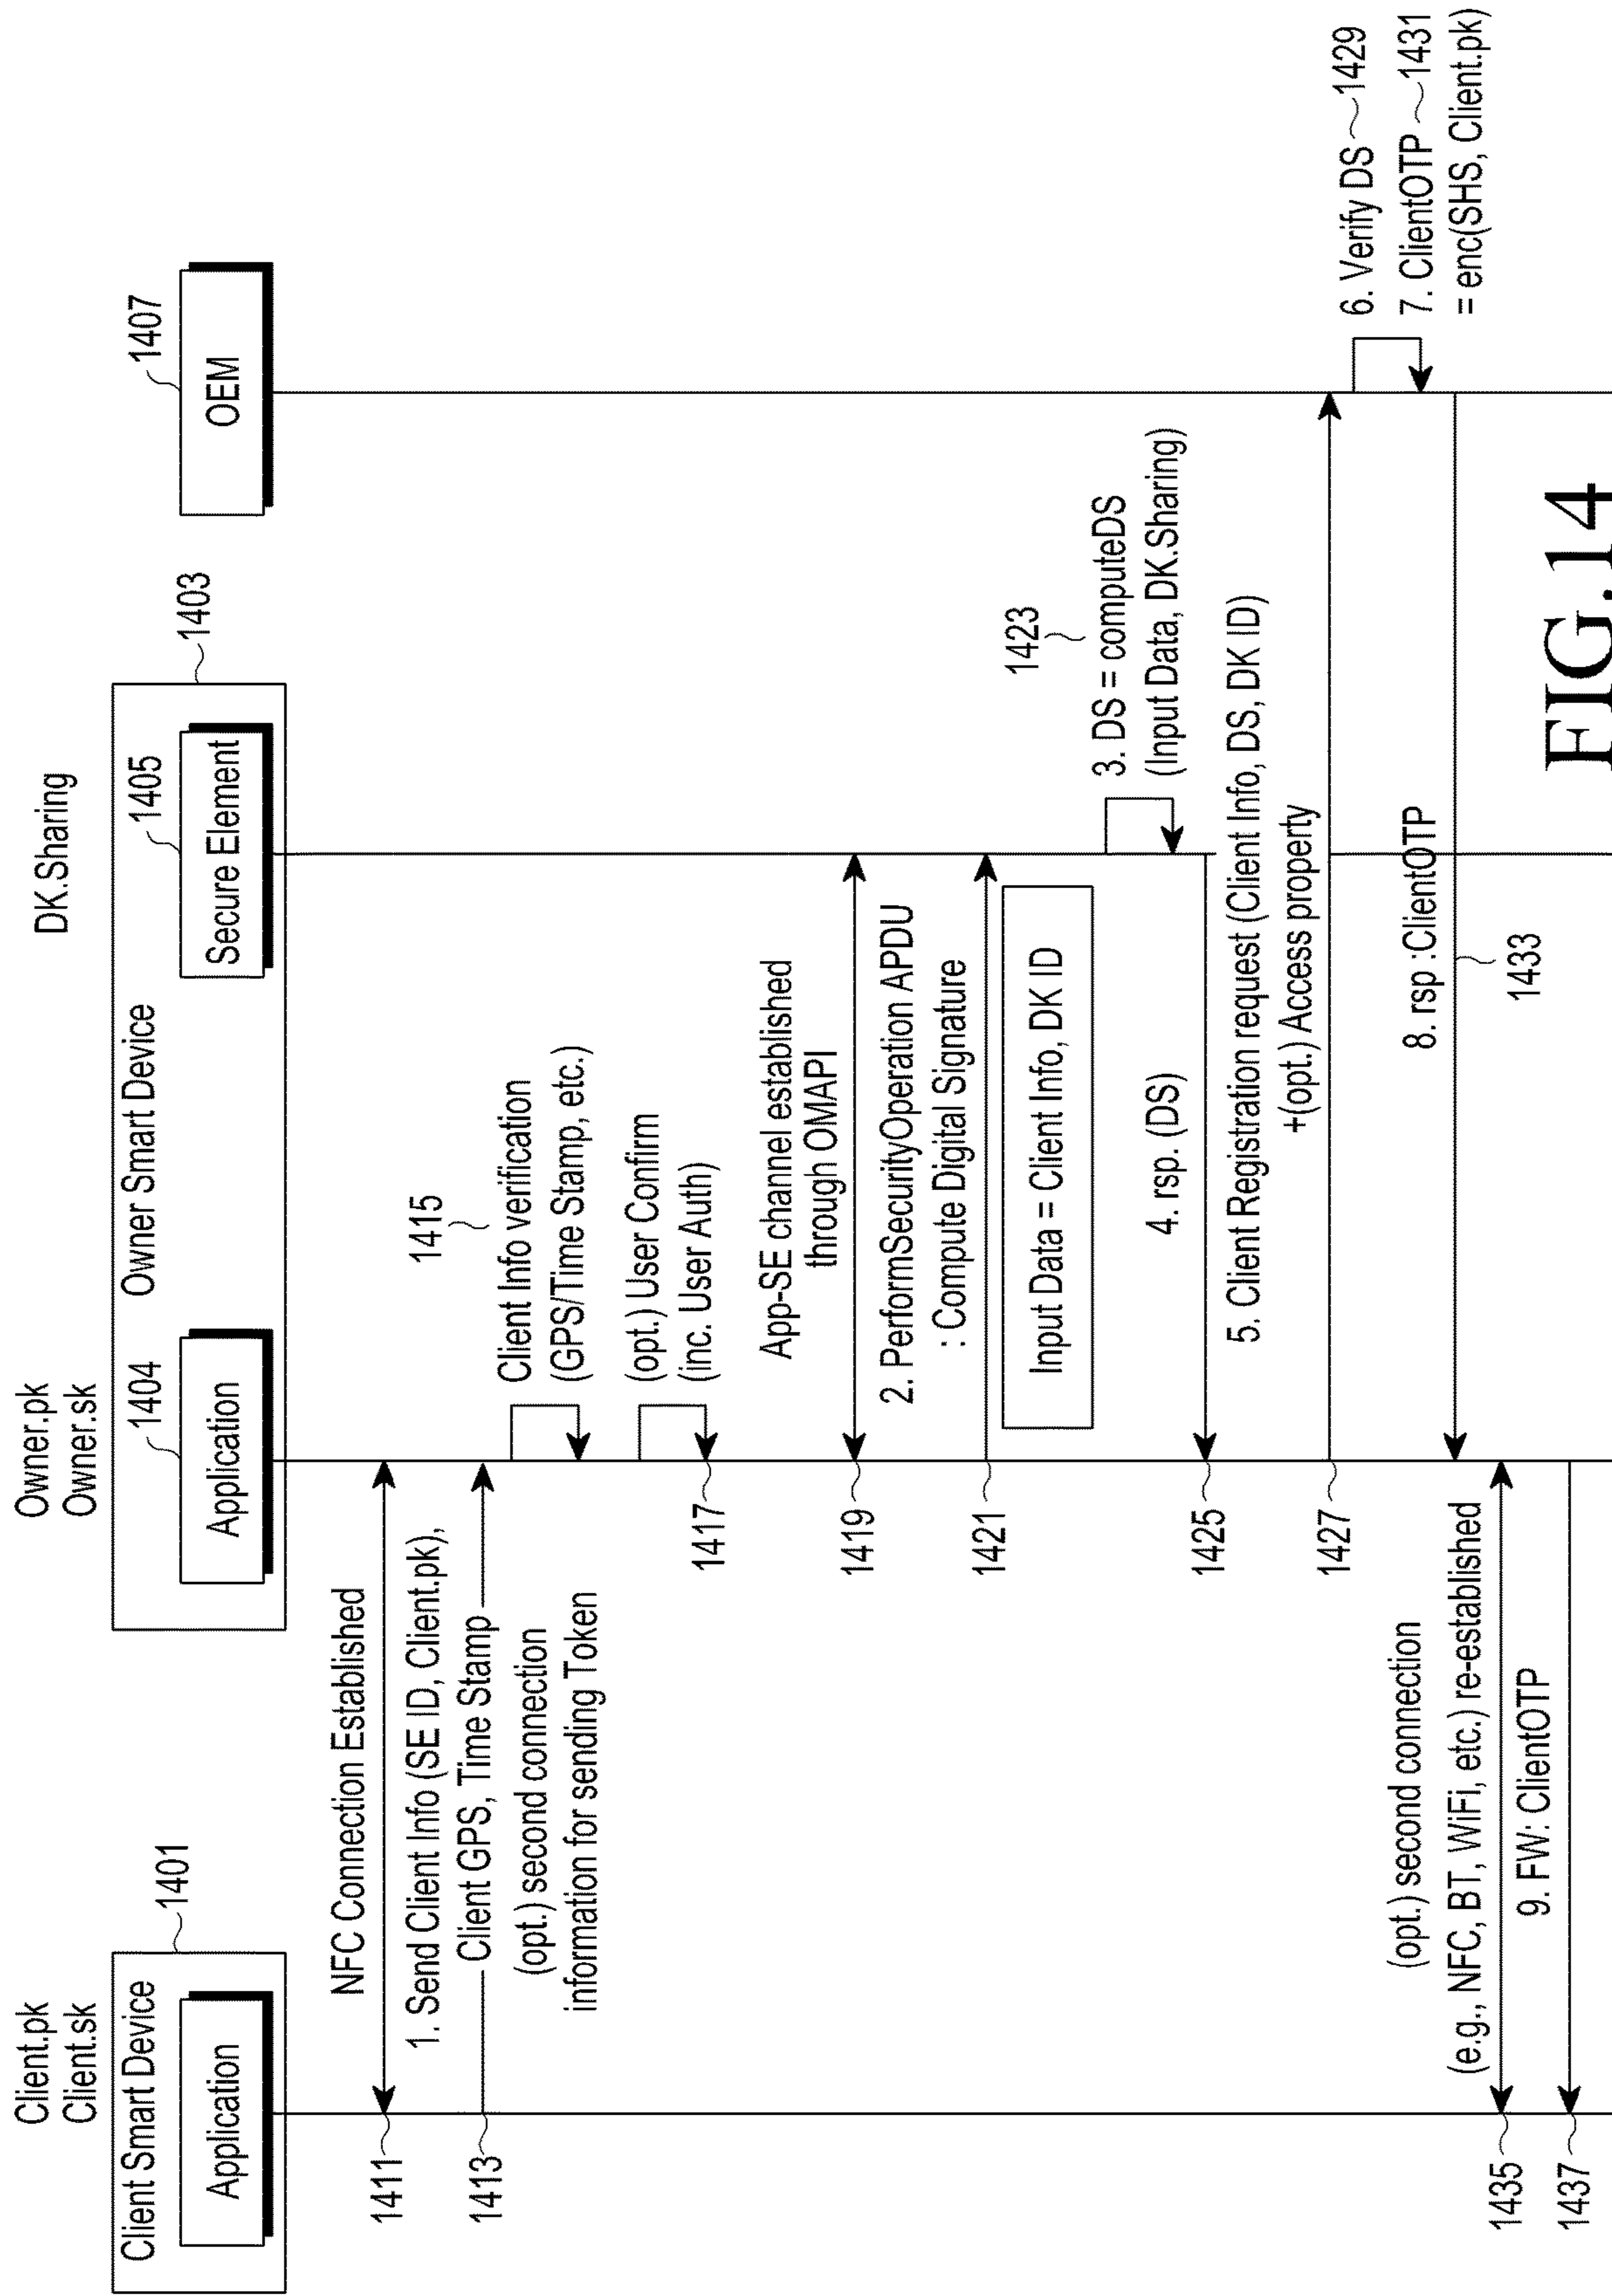 Client.pk
Client.sk
Client Smart Device
1401
Application
Owner.pk
Owner.sk
1404
Application
Owner Smart Device
1403
DK.Sharing
1405
Secure Element
1407
OEM
NFC Connection Established
1411
1. Send Client Info (SE ID, Client.pk),
Client GPS, Time Stamp
1413
(opt.) second connection
information for sending Token
1415
Client Info verification
(GPS/Time Stamp, etc.)
(opt.) User Confirm
(inc. User Auth)
1417
App-SE channel established
through OMAPI
1419
2. PerformSecurityOperation APDU
: Compute Digital Signature
1421
Input Data = Client Info, DK ID
1423
3. DS = computeDS
(Input Data, DK.Sharing)
4. rsp. (DS)
1425
5. Client Registration request (Client Info, DS, DK ID)
+(opt.) Access property
1427
6. Verify DS 1429
7. ClientOTP 1431
= enc(SHS, Client.pk)
8. rsp :ClientOTP
1433
(opt.) second connection
(e.g., NFC, BT, WiFi, etc.) re-established
1435
9. FW: ClientOTP
1437
FIG.14